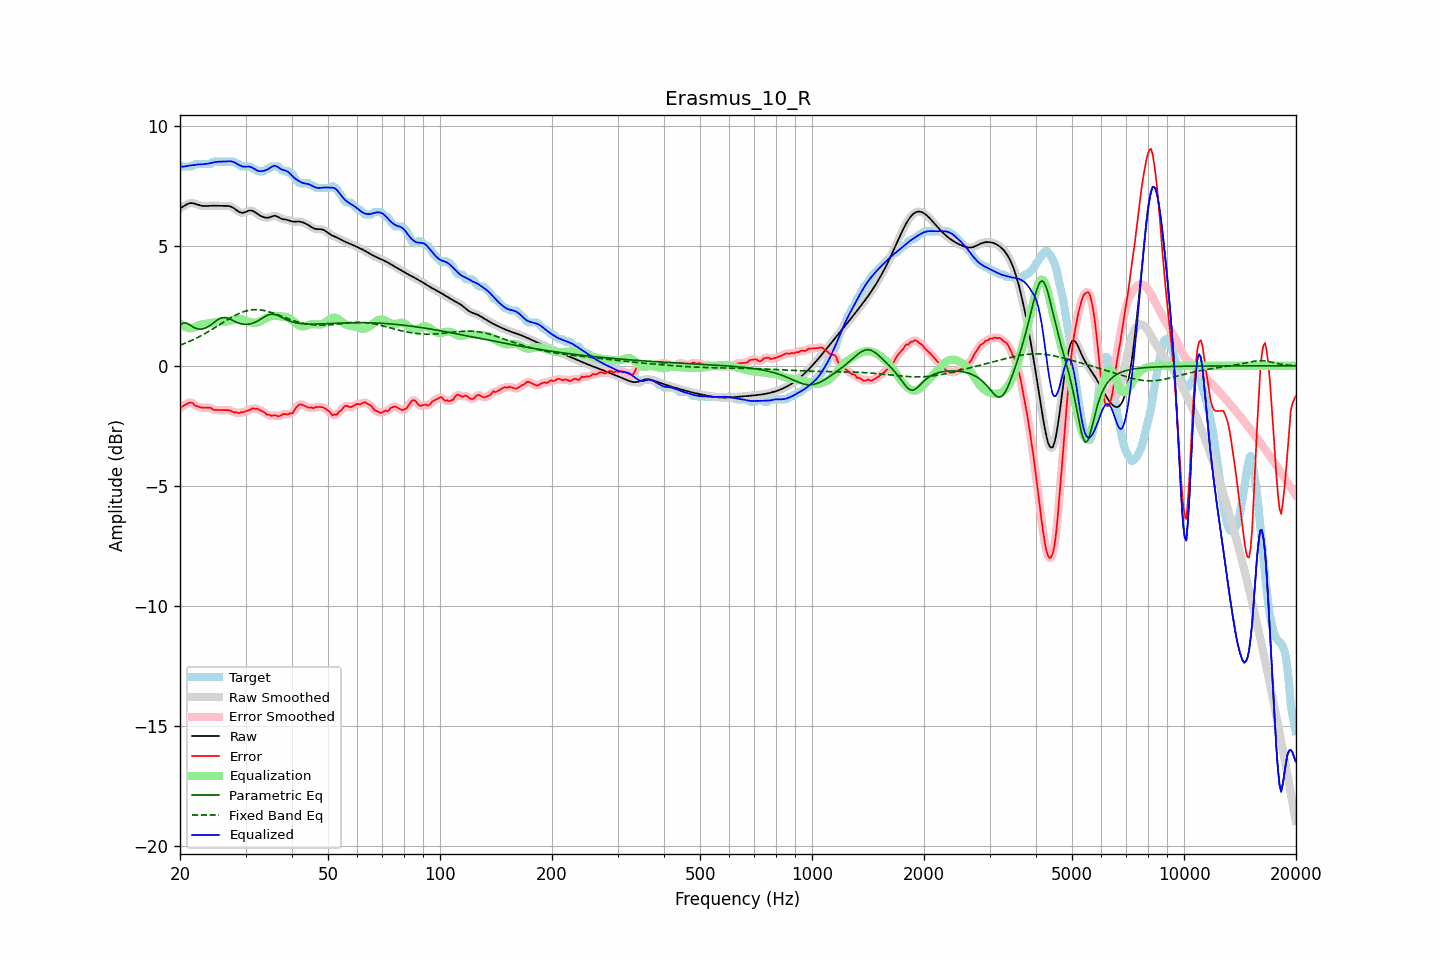 Erasmus_10_R
Amplitude (dBr)
10
5
0
−5
−10
−15
−20
Target
Raw Smoothed
Error Smoothed
Raw
Error
Equalization
Parametric Eq
Fixed Band Eq
Equalized
20 50 100 200 500 1000 2000 5000 10000 20000
Frequency (Hz)